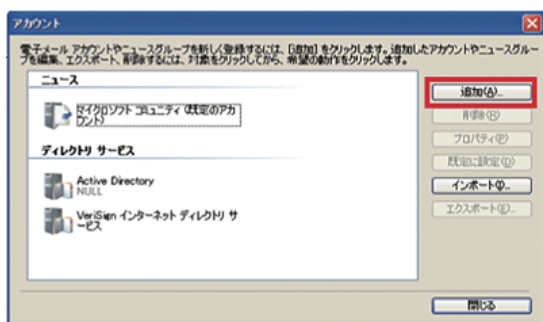 アカウント
電子メール アカウントやニュースグループを新しく登録するには、[追加] をクリックします。追加したアカウントやニュースグルー
プを編集、エクスポート、削除するには、対象をクリックしてから、希望の動作をクリックします。
ニュース
マイクロソフト コミュニティ (既定のアカ
ウント)
ディレクトリ サービス
Active Directory
NULL
VeriSign インターネット ディレクトリ サ
ービス
追加(A)...
削除(R)
プロパティ(P)
既定に設定(D)
インポート(I)...
エクスポート(E)...
閉じる